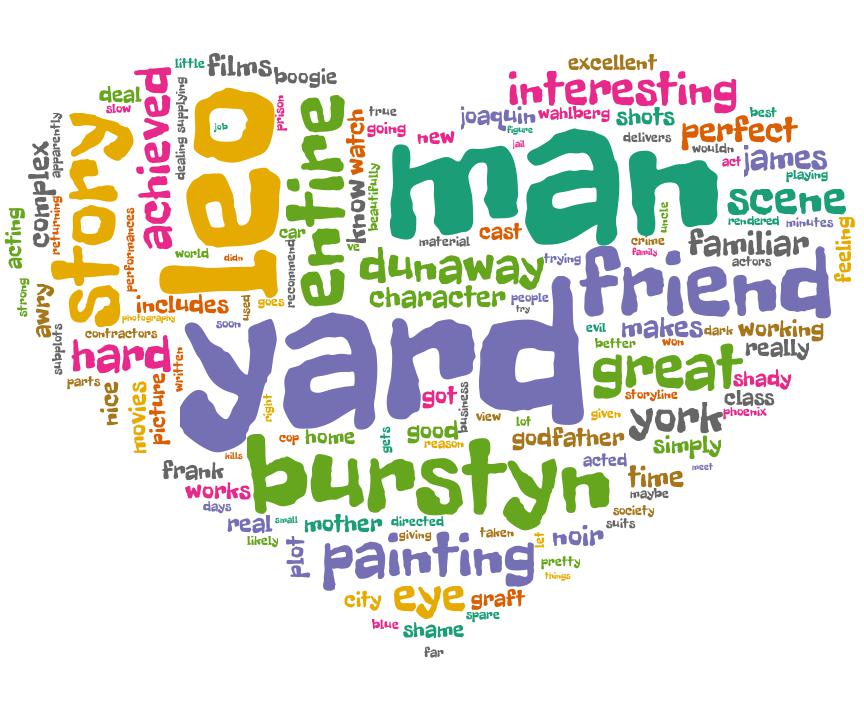 excellent
little
films
boogie
interesting
deal
slow
achieved
dealing
supplying
leo
job
prison
entire
true
going
watch
new
joaquin
figure
wahlberg
jail
shots
delivers
best
perfect
wouldn
act
james
playing
apparently
complex
story
man
know
beautifully
ve
scene
rendered
minutes
uncle
acting
returning
performances
world
didn
car
recommend
material
cast
crime
family
familiar
actors
feeling
strong
awry
includes
photography
goes
used
dunaway
trying
character
people
try
friend
subplots
contractors
soon
yard
evil
makes
dark
working
better
won
really
hard
parts
nice
movies
picture
written
great
shady
storyline
class
phoenix
right
got
business
view
lot
given
york
cop
home
gets
good
reason
godfather
simply
kills
frank
works
burstyn
acted
meet
time
maybe
days
society
suits
real
small
mother
directed
likely
giving
taken
let
noir
plot
painting
pretty
things
city
eye
graft
spare
blue
shame
far